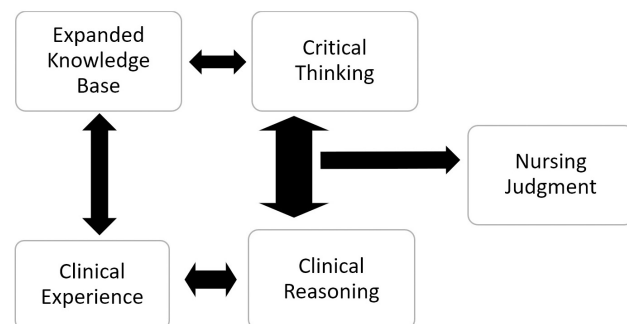 Expanded
Knowledge
Base
Critical
Thinking
Nursing
Judgment
Clinical
Experience
Clinical
Reasoning